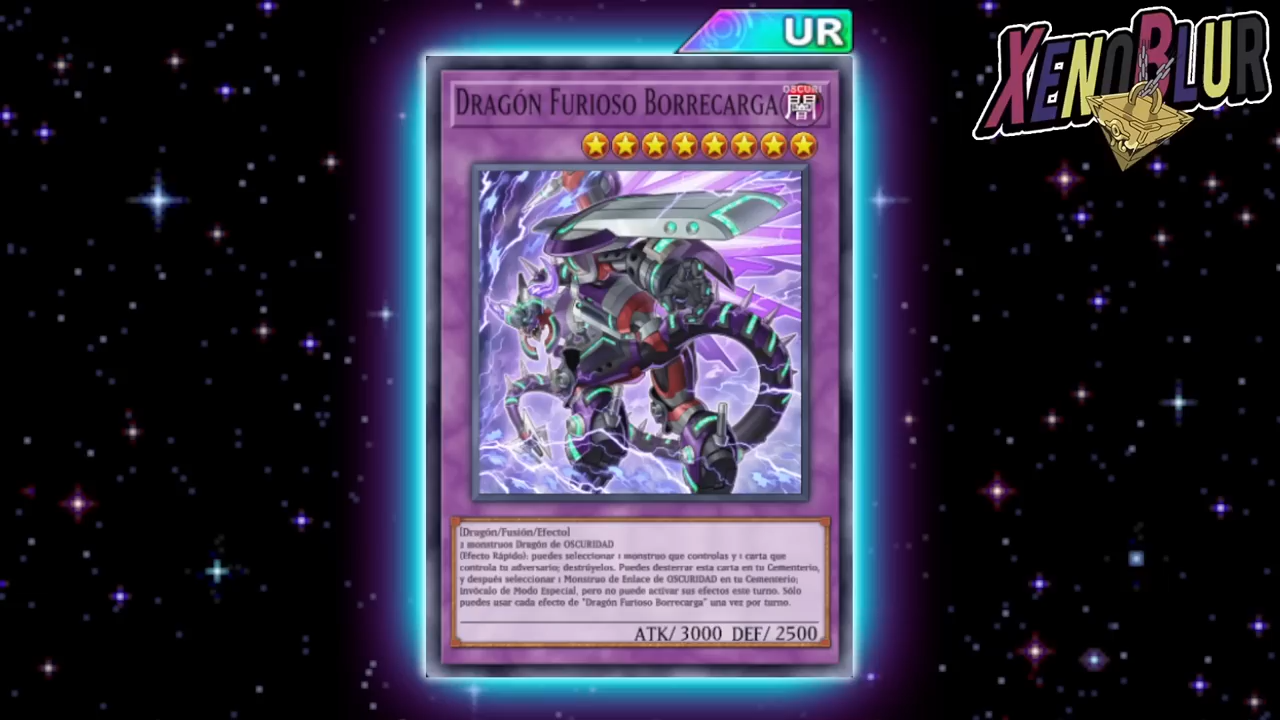 UR
XENOBLUR
DRAGÓN FURIOSO BORRECARGA
OSCURI
闇
[Dragón/Fusión/Efecto]
2 monstruos Dragón de OSCURIDAD
(Efecto Rápido): puedes seleccionar 1 monstruo que controlas y 1 carta que
controla tu adversario; destrúyelos. Puedes desterrar esta carta en tu Cementerio,
y después seleccionar 1 Monstruo de Enlace de OSCURIDAD en tu Cementerio;
invócalo de Modo Especial, pero no puede activar sus efectos este turno. Sólo
puedes usar cada efecto de "Dragón Furioso Borrecarga" una vez por turno.
ATK/ 3000 DEF/ 2500